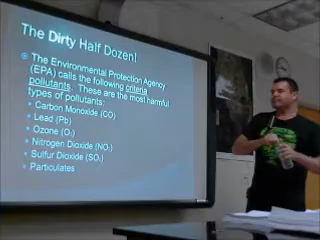 The Dirty Half Dozen!
The Environmental Protection Agency
(EPA) calls the following criteria
pollutants. These are the most harmful
types of pollutants:
Carbon Monoxide (CO)
Lead (Pb)
Ozone (O₃)
Nitrogen Dioxide (NO₂)
Sulfur Dioxide (SO₂)
Particulates